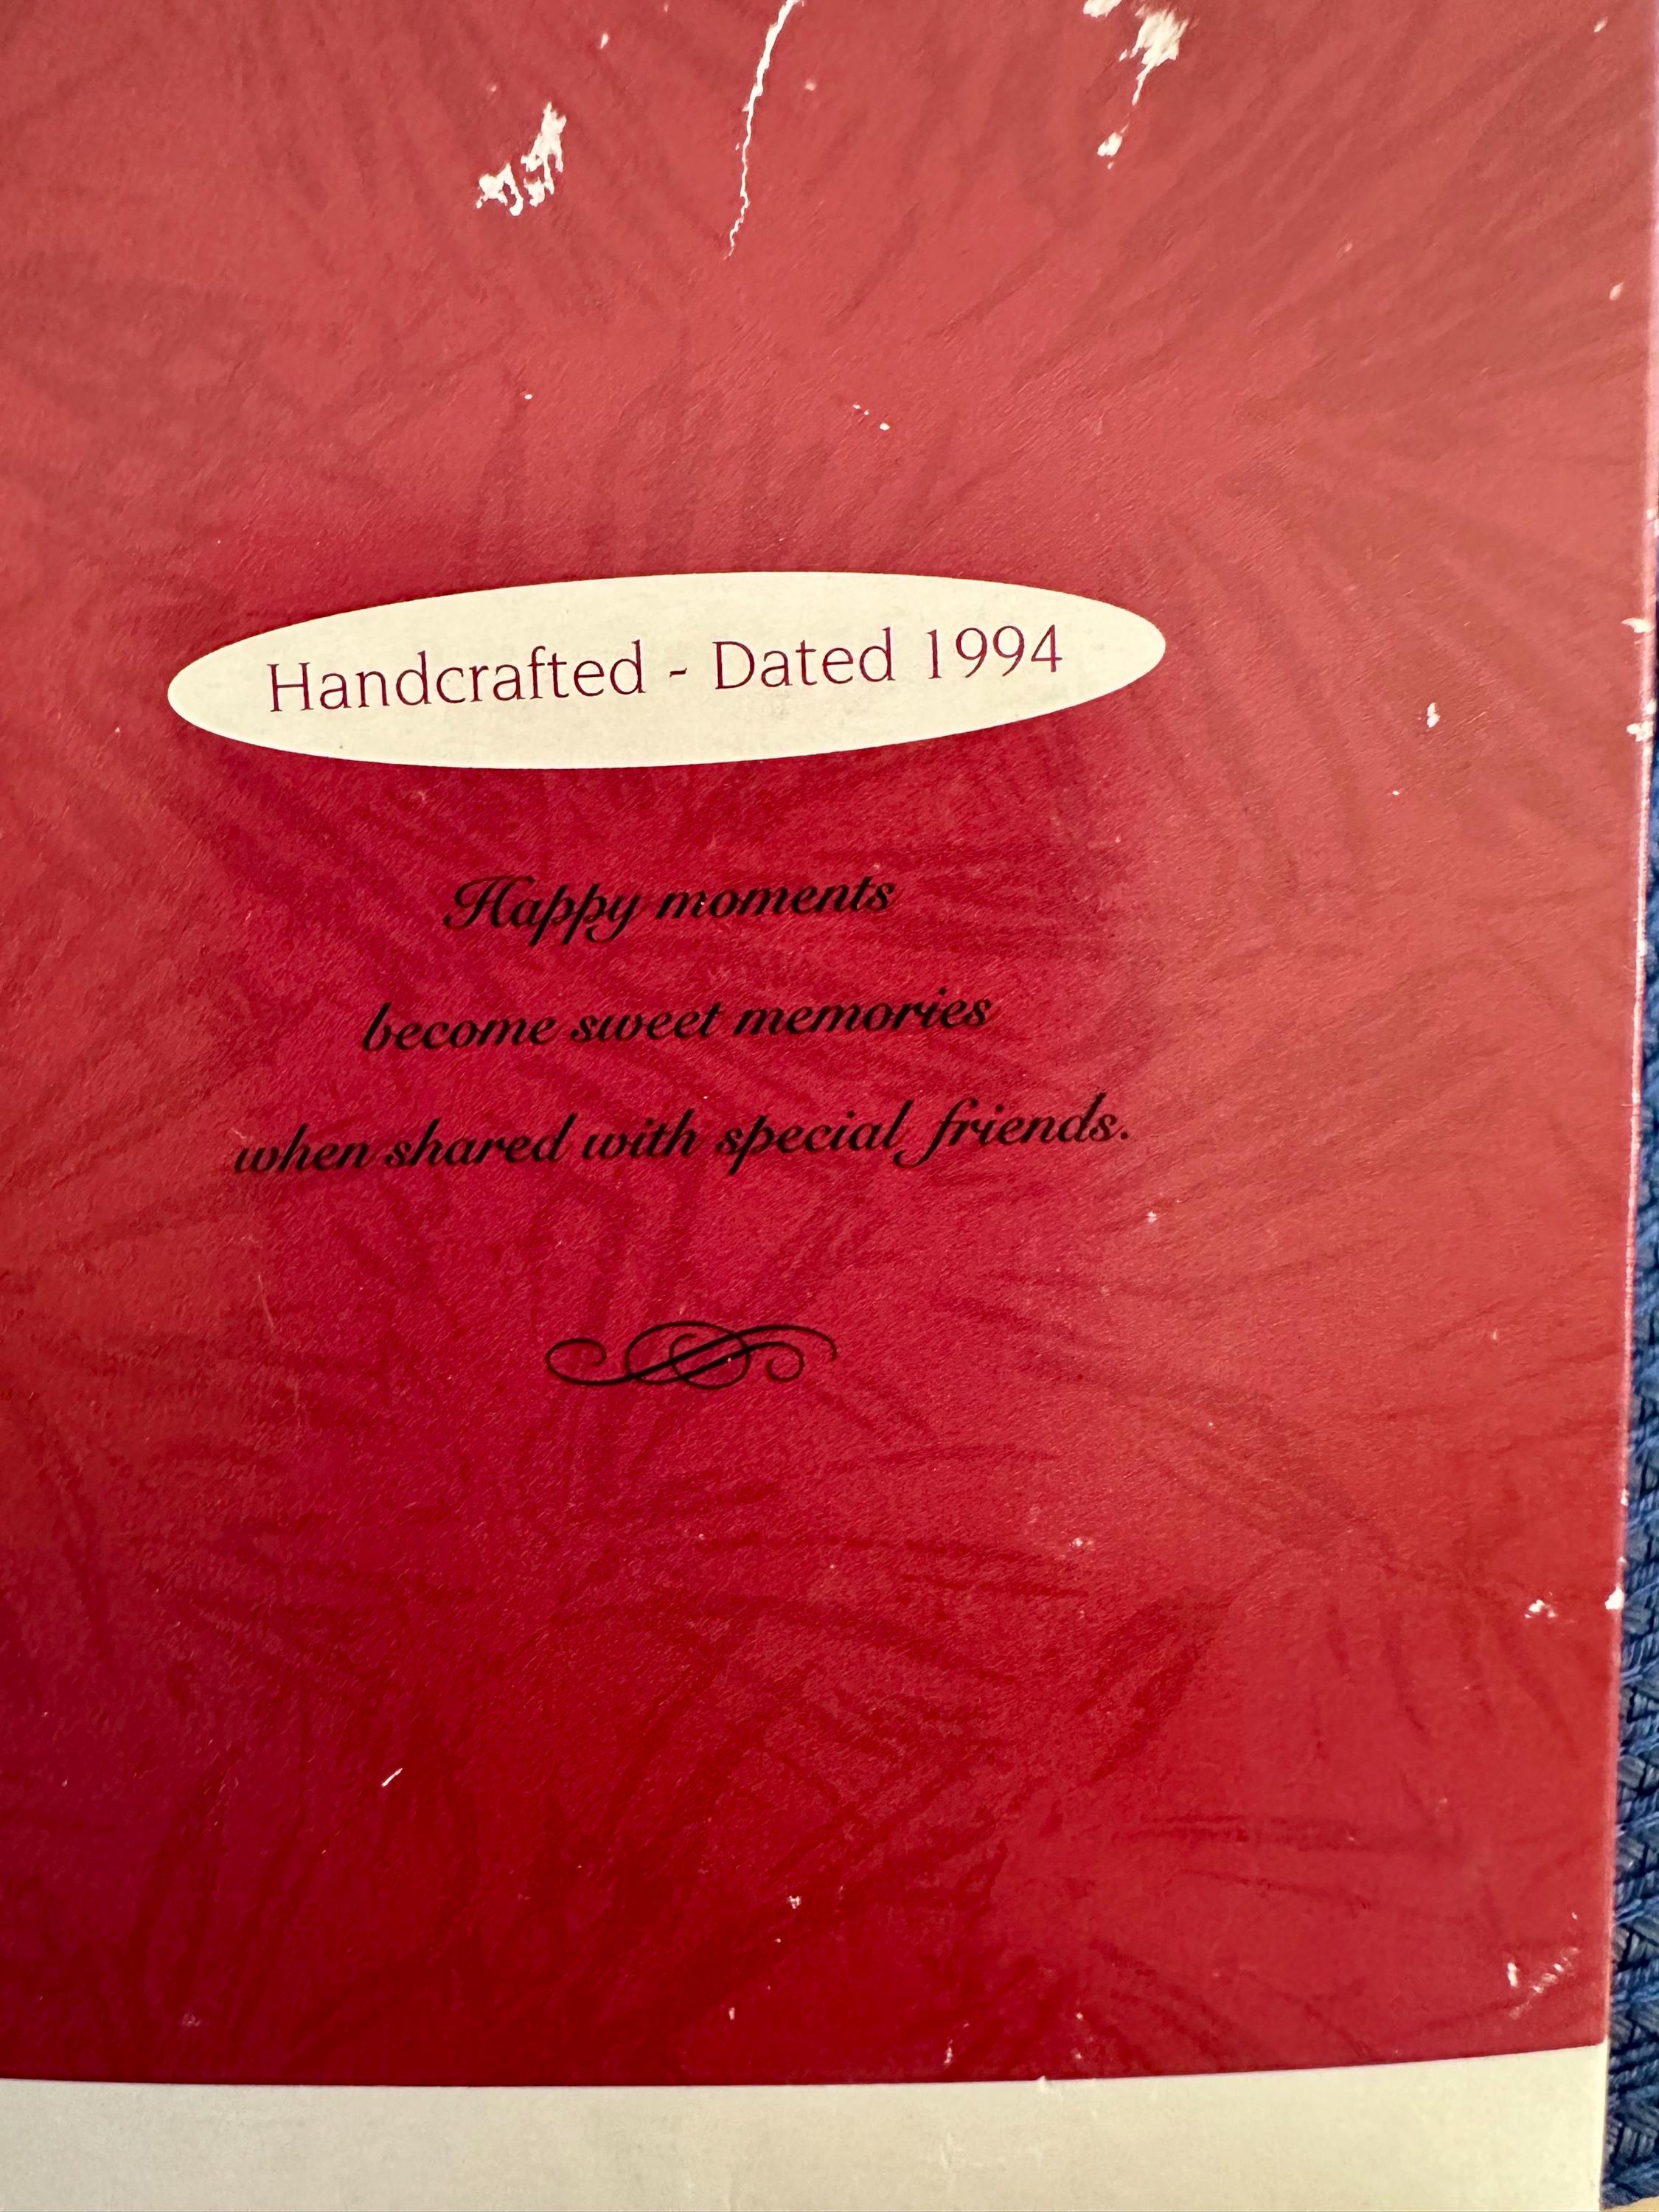 Handcrafted - Dated 1994
Happy moments
become sweet memories
when shared with special friends.